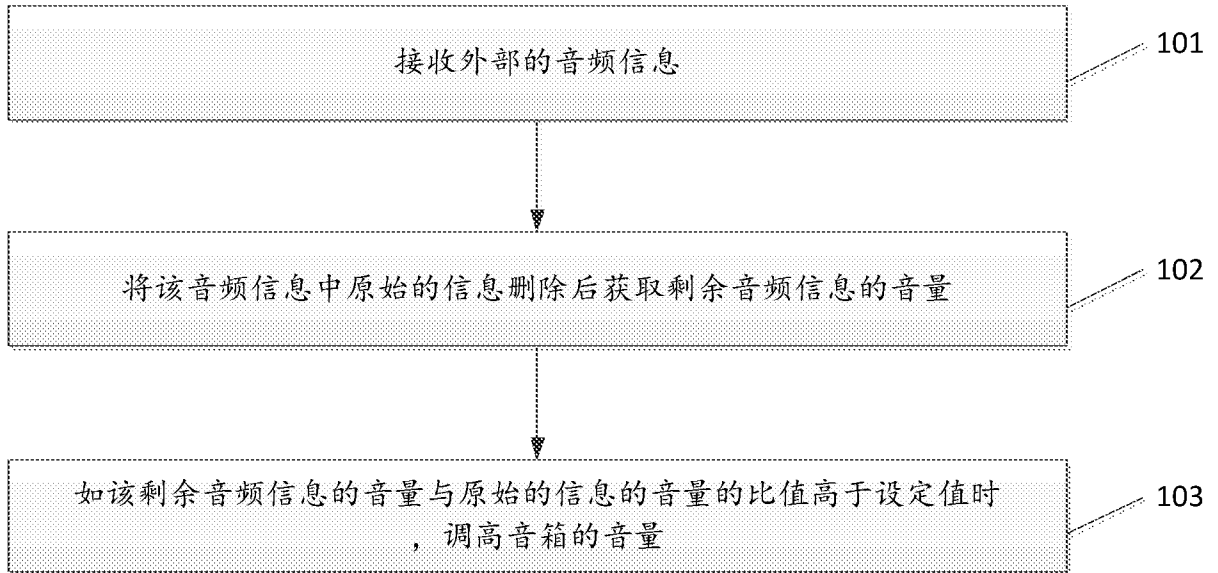 接收外部的音频信息
101
将该音频信息中原始的信息删除后获取剩余音频信息的音量
102
如该剩余音频信息的音量与原始的信息的音量的比值高于设定值时
，调高音箱的音量
103